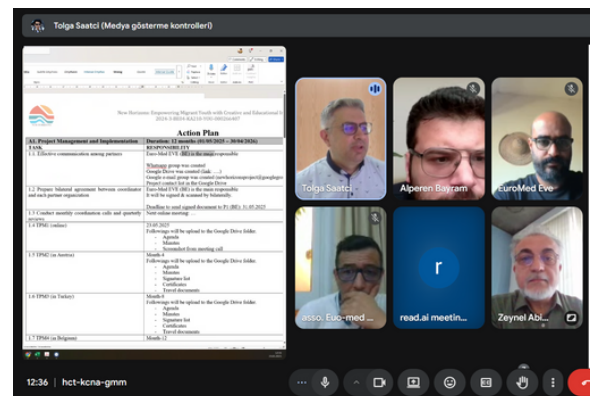 Tolga Saatci (Medya gösterme kontrolleri)
New Horizons: Empowering Migrant Youth with Creative and Educational
Action Plan
A1. Project Management and Implementation
Duration: 12 months (01/05/2025 – 30/04/2026)
TASK
RESPONSIBILITY
1.1 Effective communication among partners
Euro-Med EVE (BE) is the main responsible
Whatsapp group was created
Google Drive was created (link: ….)
Google e-mail group was created
Project contact list in the Google Drive
1.2 Prepare bilateral agreement between coordinator
and each partner organization
Euro-Med EVE (BE) is the main responsible
It will be signed & scanned by bilaterally.
Deadline to send signed document to P1 (BE): 31.05.2025
1.3 Conduct monthly coordination calls and quarterly
reviews
Next online meeting: …
1.4 TPM1 (online)
23.05.2025
Followings will be upload to the Google Drive folder.
- Agenda
- Minutes
- Screenshot from meeting call
1.5 TPM2 (in Austria)
Month-4
Followings will be upload to the Google Drive folder.
- Agenda
- Minutes
- Signature list
- Certificates
- Travel documents
1.6 TPM3 (in Turkey)
Month-8
Followings will be upload to the Google Drive folder.
- Agenda
- Minutes
- Signature list
- Certificates
- Travel documents
1.7 TPM4 (in Belgium)
Month-12
Tolga Saatci
Alperen Bayram
EuroMed Eve
asso. Euo-med ...
r
read.ai meetin...
Zeynel Abi...
12:36 | hct-kcna-gmm